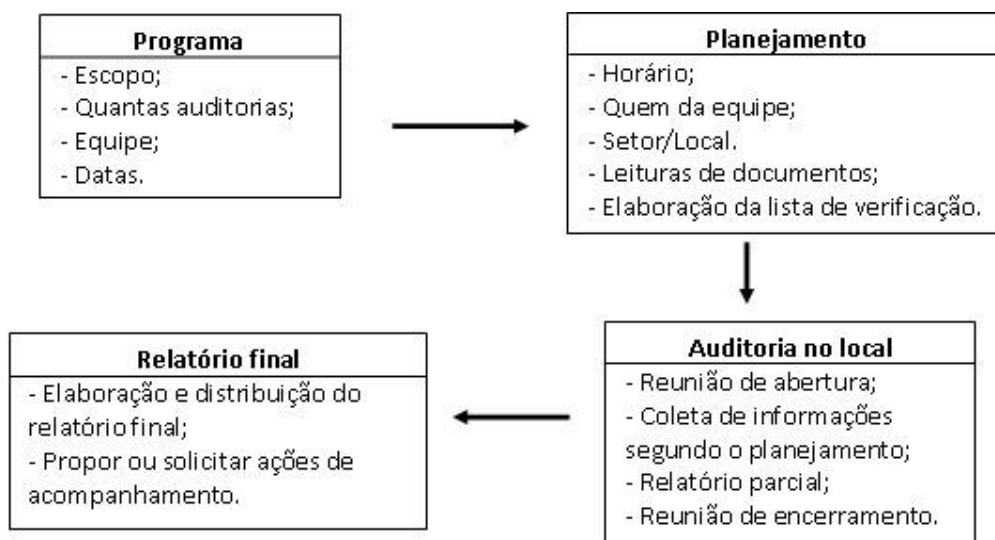 Programa
- Escopo;
- Quantas auditorias;
- Equipe;
- Datas.
Planejamento
- Horário;
- Quem da equipe;
- Setor/Local.
- Leituras de documentos;
- Elaboração da lista de verificação.
Auditoria no local
- Reunião de abertura;
- Coleta de informações
segundo o planejamento;
- Relatório parcial;
- Reunião de encerramento.
Relatório final
- Elaboração e distribuição do
relatório final;
- Propor ou solicitar ações de
acompanhamento.